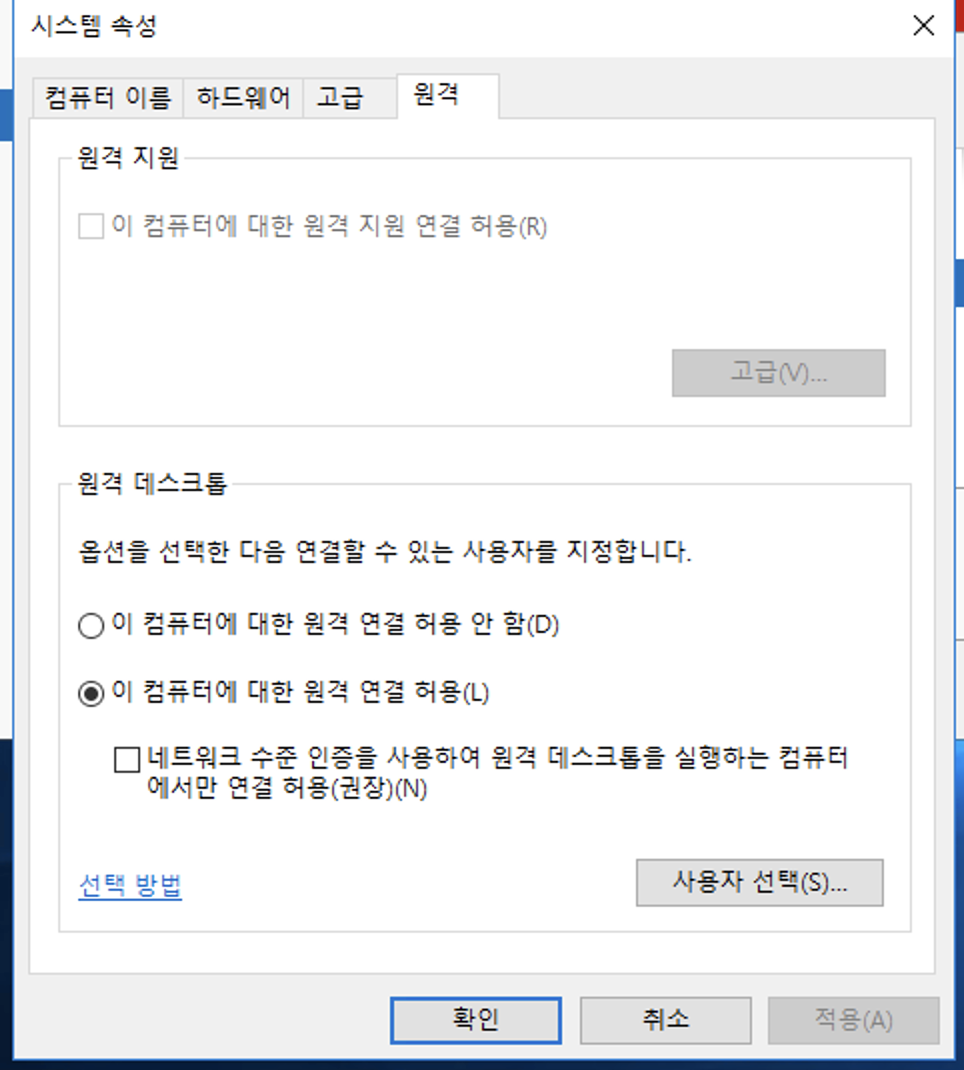 시스템 속성
컴퓨터 이름 하드웨어 고급 원격
원격 지원
이 컴퓨터에 대한 원격 지원 연결 허용(R)
고급(V)...
원격 데스크톱
옵션을 선택한 다음 연결할 수 있는 사용자를 지정합니다.
이 컴퓨터에 대한 원격 연결 허용 안 함(D)
이 컴퓨터에 대한 원격 연결 허용(L)
네트워크 수준 인증을 사용하여 원격 데스크톱을 실행하는 컴퓨터
에서만 연결 허용(권장)(N)
선택 방법 사용자 선택(S)...
확인 취소 적용(A)